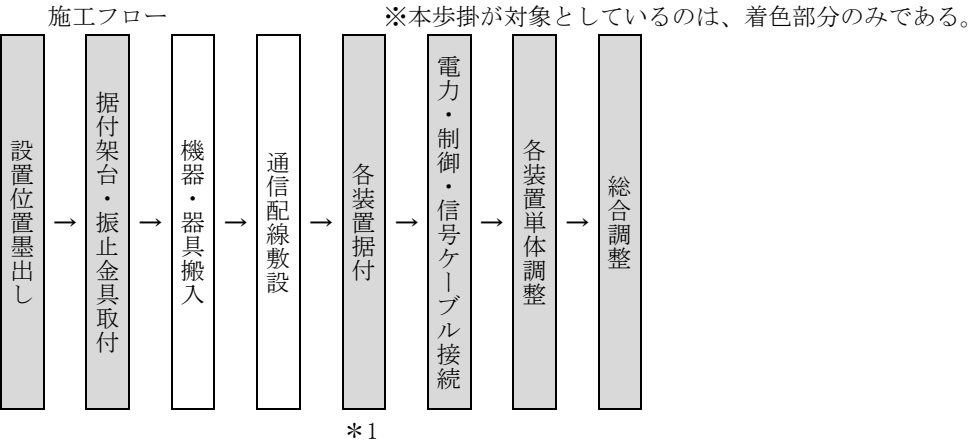 施工フロー
※本歩掛が対象としているのは、着色部分のみである。
設置位置墨出し
→
据付架台・振止金具取付
→
機器・器具搬入
→
通信配線敷設
→
各装置据付
→
電力・制御・信号ケーブル接続
→
各装置単体調整
→
総合調整
＊1